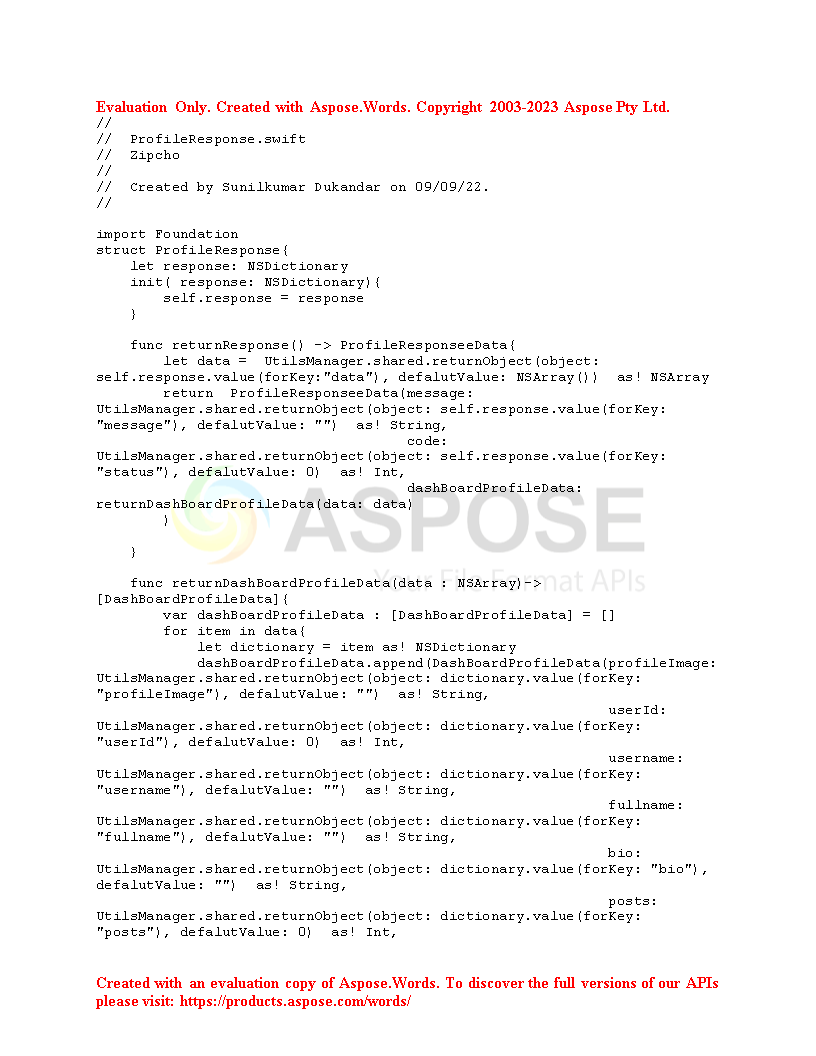 Evaluation Only. Created with Aspose.Words. Copyright 2003-2023 Aspose Pty Ltd.
//
//  ProfileResponse.swift
//  Zipcho
//
//  Created by Sunilkumar Dukandar on 09/09/22.
//

import Foundation
struct ProfileResponse{
    let response: NSDictionary
    init( response: NSDictionary){
        self.response = response
    }

    func returnResponse() -> ProfileResponseeData{
        let data =  UtilsManager.shared.returnObject(object:
self.response.value(forKey:"data"), defalutValue: NSArray())  as! NSArray
        return  ProfileResponseeData(message:
UtilsManager.shared.returnObject(object: self.response.value(forKey:
"message"), defalutValue: "")  as! String,
                                     code:
UtilsManager.shared.returnObject(object: self.response.value(forKey:
"status"), defalutValue: 0)  as! Int,
                                     dashBoardProfileData:
returnDashBoardProfileData(data: data)
        )
ASPOSE
    }
Your File Format APIs
    func returnDashBoardProfileData(data : NSArray)->
[DashBoardProfileData]{
        var dashBoardProfileData : [DashBoardProfileData] = []
        for item in data{
            let dictionary = item as! NSDictionary
            dashBoardProfileData.append(DashBoardProfileData(profileImage:
UtilsManager.shared.returnObject(object: dictionary.value(forKey:
"profileImage"), defalutValue: "")  as! String,
                                                             userId:
UtilsManager.shared.returnObject(object: dictionary.value(forKey:
"userId"), defalutValue: 0)  as! Int,
                                                             username:
UtilsManager.shared.returnObject(object: dictionary.value(forKey:
"username"), defalutValue: "")  as! String,
                                                             fullname:
UtilsManager.shared.returnObject(object: dictionary.value(forKey:
"fullname"), defalutValue: "")  as! String,
                                                             bio:
UtilsManager.shared.returnObject(object: dictionary.value(forKey: "bio"),
defalutValue: "")  as! String,
                                                             posts:
UtilsManager.shared.returnObject(object: dictionary.value(forKey:
"posts"), defalutValue: 0)  as! Int,
Created with an evaluation copy of Aspose.Words. To discover the full versions of our APIs
please visit: https://products.aspose.com/words/